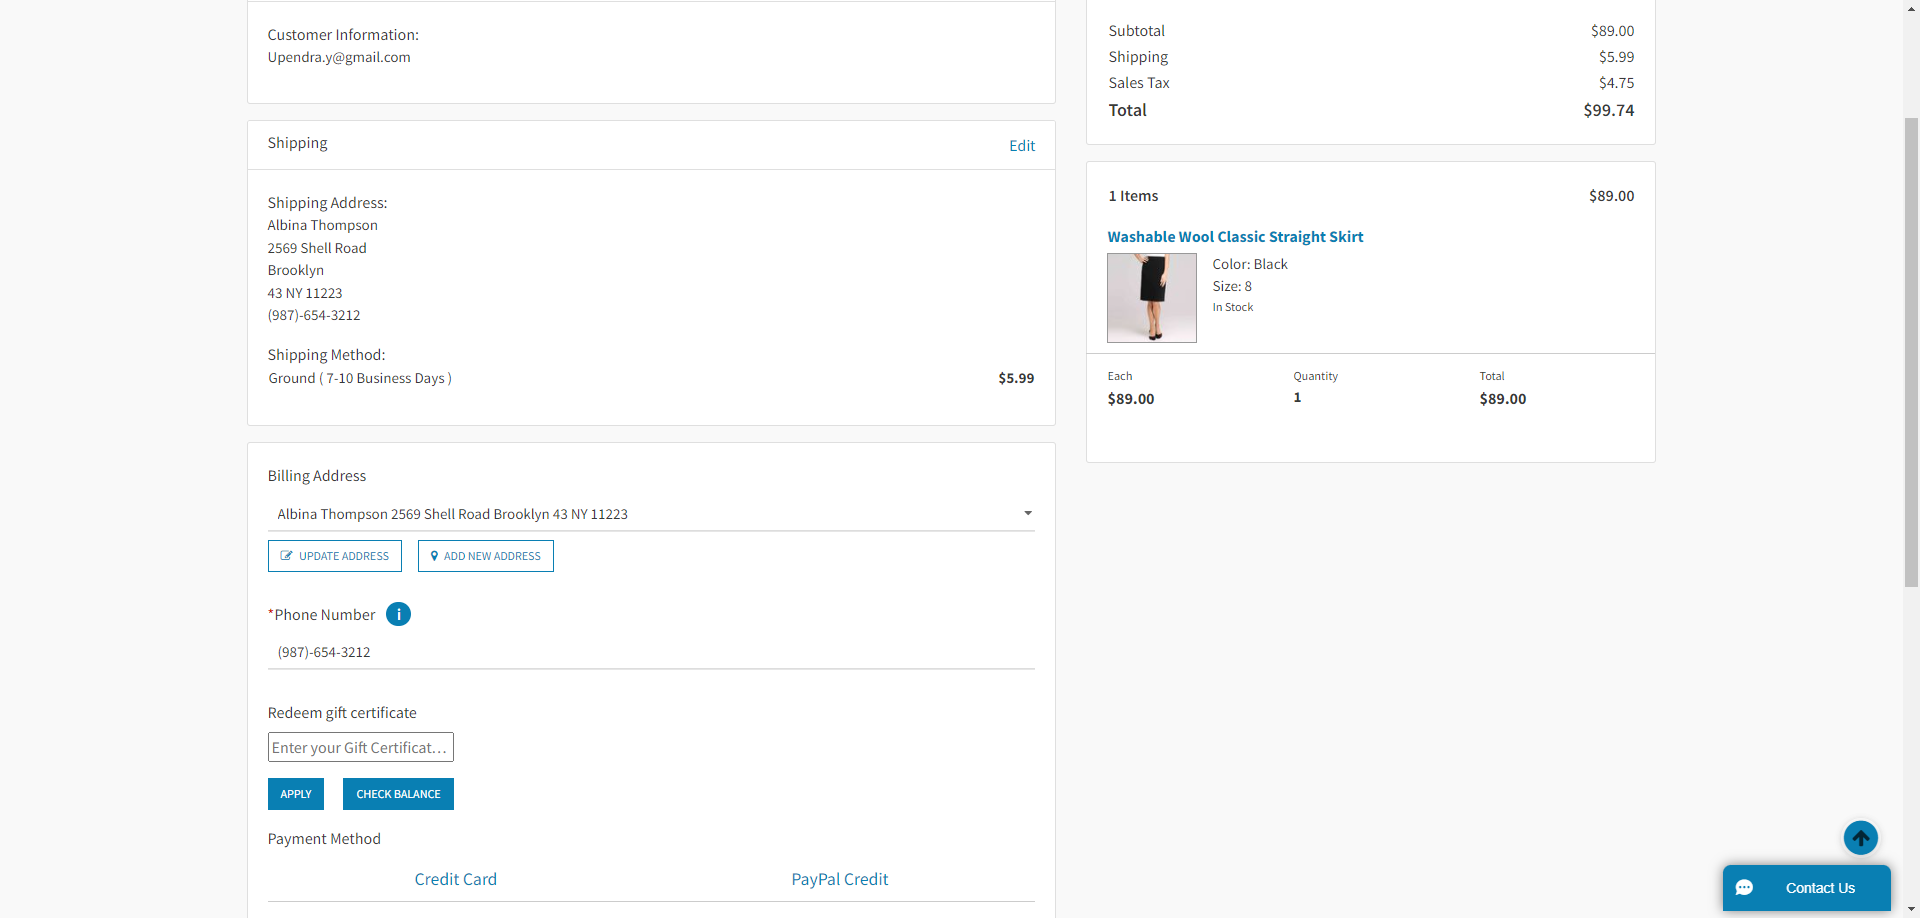 Customer Information:
Upendra.y@gmail.com
Shipping
Edit
Shipping Address:
Albina Thompson
2569 Shell Road
Brooklyn
43 NY 11223
(987)-654-3212
Shipping Method:
Ground ( 7-10 Business Days ) $5.99
Billing Address
Albina Thompson 2569 Shell Road Brooklyn 43 NY 11223
UPDATE ADDRESS
ADD NEW ADDRESS
*Phone Number i
(987)-654-3212
Redeem gift certificate
Enter your Gift Certificat...
APPLY
CHECK BALANCE
Payment Method
Credit Card
PayPal Credit
Subtotal $89.00
Shipping $5.99
Sales Tax $4.75
Total $99.74
1 Items $89.00
Washable Wool Classic Straight Skirt
Color: Black
Size: 8
In Stock
Each Quantity Total
$89.00 1 $89.00
Contact Us